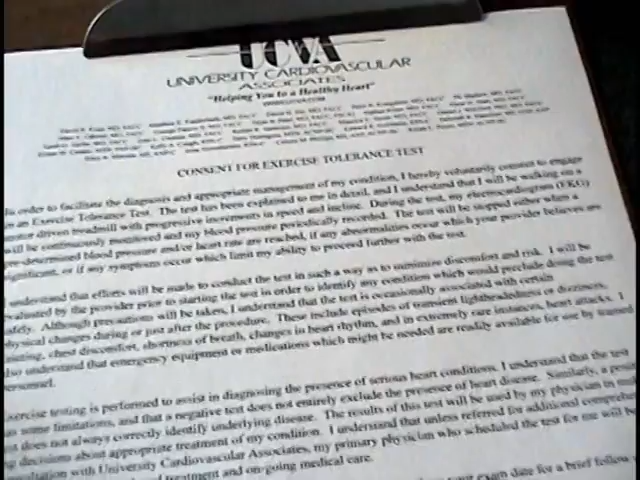 UCVA
UNIVERSITY CARDIOVASCULAR
ASSOCIATES
"Helping You to a Healthy Heart"
CONSENT FOR EXERCISE TOLERANCE TEST
In order to facilitate the diagnosis and appropriate management of my condition, I hereby voluntarily consent to engage
in an Exercise Tolerance Test. The test has been explained to me in detail, and I understand that I will be walking on a
motor driven treadmill with progressive increments in speed and incline. During the test, my electrocardiogram (EKG)
will be continuously monitored and my blood pressure periodically recorded. The test will be stopped either when a
pre-determined blood pressure and/or heart rate are reached, if any abnormalities occur which your provider believes are
significant, or if any symptoms occur which limit my ability to proceed further with the test.
I understand that efforts will be made to conduct the test in such a way as to minimize discomfort and risk. I will be
evaluated by the provider prior to starting the test in order to identify any condition which would preclude doing the test
safely. Although precautions will be taken, I understand that the test is occasionally associated with certain
physical changes during or just after the procedure. These include episodes of transient lightheadedness or dizziness,
fainting, chest discomfort, shortness of breath, changes in heart rhythm, and in extremely rare instances, heart attacks. I
also understand that emergency equipment or medications which might be needed are readily available for use by trained
personnel.
Exercise testing is performed to assist in diagnosing the presence of serious heart conditions. I understand that the test
has some limitations, and that a negative test does not entirely exclude the presence of heart disease. Similarly, a posit
test does not always correctly identify underlying disease. The results of this test will be used by my physician in
decisions about appropriate treatment of my condition. I understand that unless referred for additional comprehe
ultation with University Cardiovascular Associates, my primary physician who scheduled the test for me will be
treatment and on-going medical care.
your exam date for a brief follow